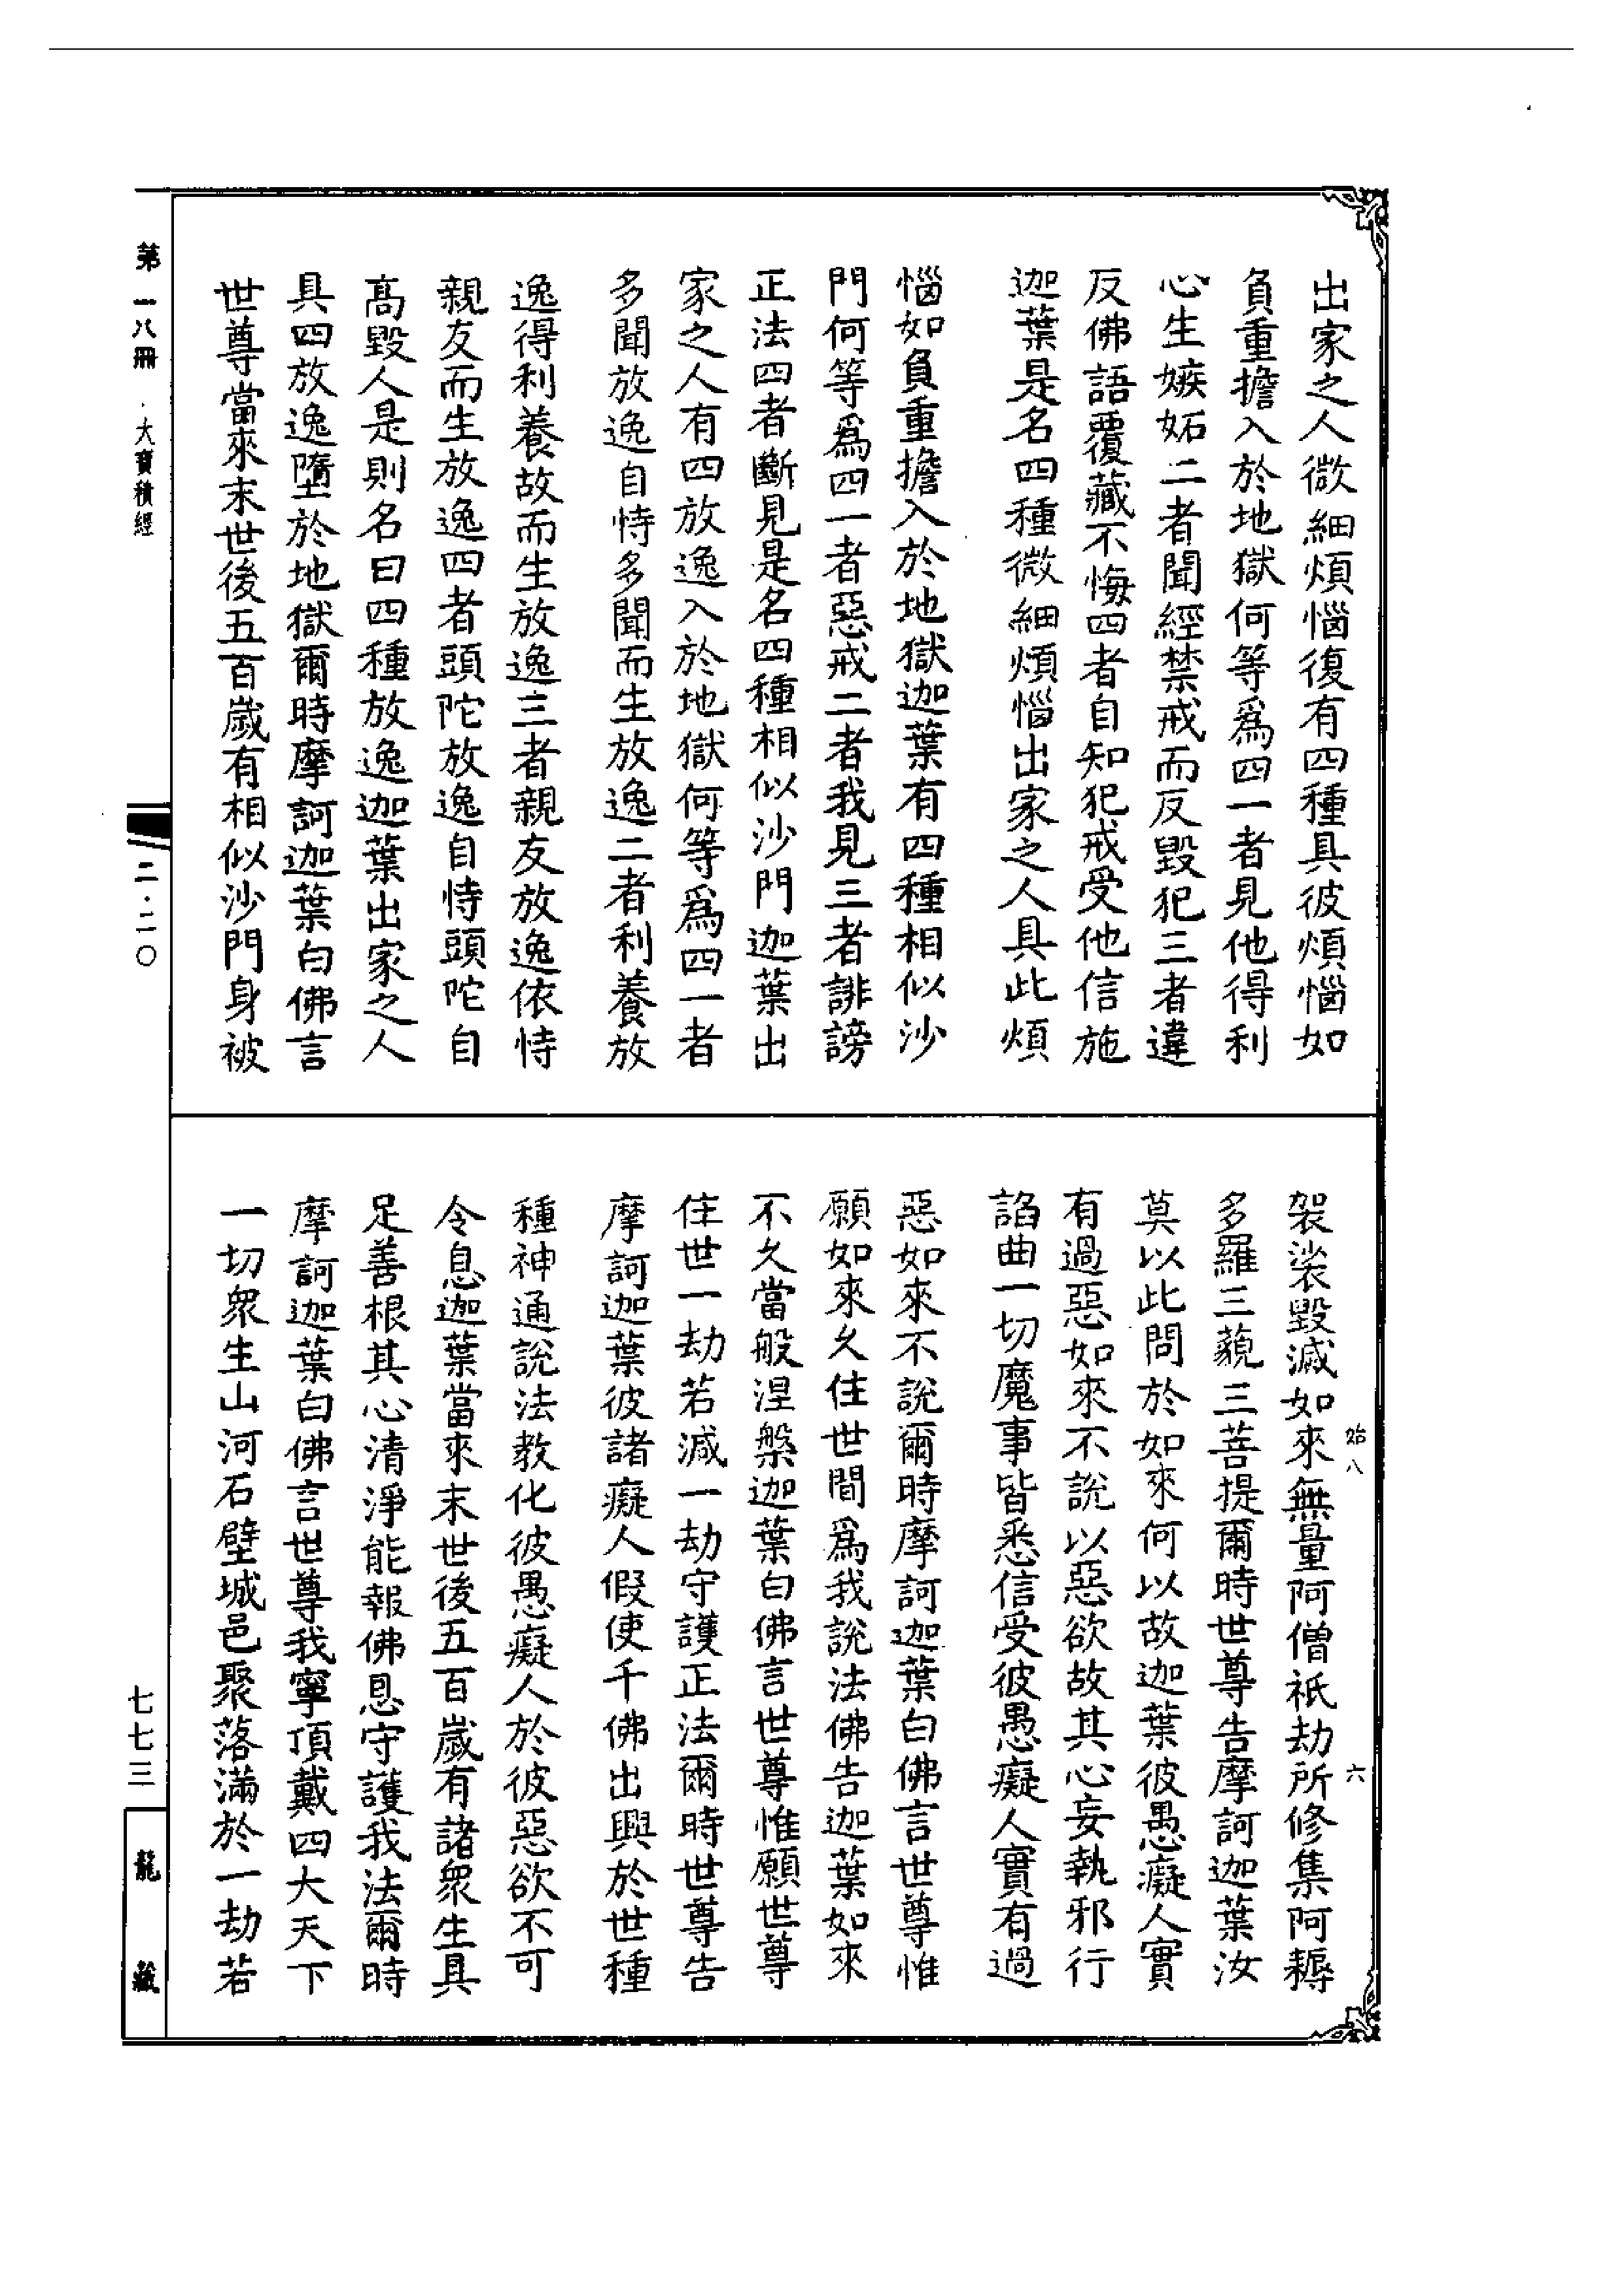 出家之人微細煩惱復有四種具彼煩惱如
負重擔入於地獄何等爲四一者見他得利
心生嫉妬二者聞經禁戒而反毀犯三者違
反佛語覆藏不悔四者自知犯戒受他信施
迦葉是名四種微細煩惱出家之人具此煩
惱如負重擔入於地獄迦葉有四種相似沙
門何等爲四一者惡戒二者我見三者誹謗
正法四者斷見是名四種相似沙門迦葉出
家之人有四放逸入於地獄何等爲四一者
多聞放逸自恃多聞而生放逸二者利養放
逸得利養故而生放逸三者親友放逸依恃
親友而生放逸四者頭陀放逸自恃頭陀自
高毀人是則名曰四種放逸迦葉出家之人
具四放逸墮於地獄爾時摩訶迦葉白佛言
世尊當來末世後五百歲有相似沙門身被
袈裟毀滅如來無量阿僧祇劫所修集阿耨
多羅三藐三菩提爾時世尊告摩訶迦葉汝
莫以此問於如來何以故迦葉彼愚癡人實
有過惡如來不說以惡欲故其心妄執邪行
諂曲一切魔事皆悉信受彼愚癡人實有過
惡如來不說爾時摩訶迦葉白佛言世尊惟
願如來久住世間爲我說法佛告迦葉如來
不久當般涅槃迦葉白佛言世尊惟願世尊
住世一劫若減一劫守護正法爾時世尊告
摩訶迦葉彼諸癡人假使千佛出興於世種
種神通說法教化彼愚癡人於彼惡欲不可
令息迦葉當來末世後五百歲有諸衆生具
足善根其心清淨能報佛恩守護我法爾時
摩訶迦葉白佛言世尊我寧頂戴四大天下
一切衆生山河石壁城邑聚落滿於一劫若
始八
六
第一八冊
大寶積經
二·二〇
七七三
龍藏